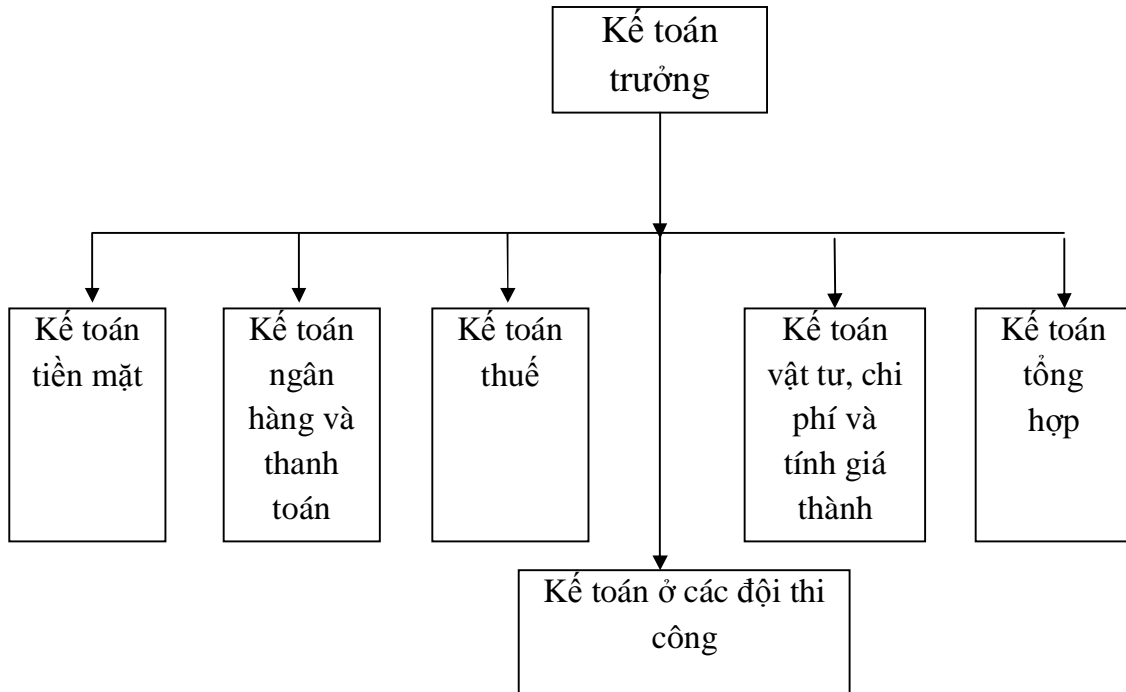 Kế toán
trưởng
Kế toán
tiền mặt
Kế toán
ngân
hàng và
thanh
toán
Kế toán
thuế
Kế toán
vật tư, chi
phí và
tính giá
thành
Kế toán
tổng
hợp
Kế toán ở các đội thi
công